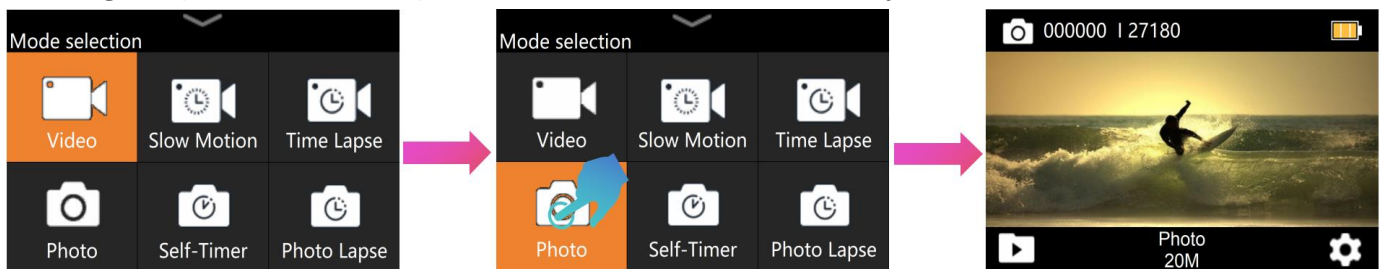 Mode selection
Video Slow Motion Time Lapse
Photo Self-Timer Photo Lapse
Mode selection
Video Slow Motion Time Lapse
Photo Self-Timer Photo Lapse
000000 I 27180
Photo
20M